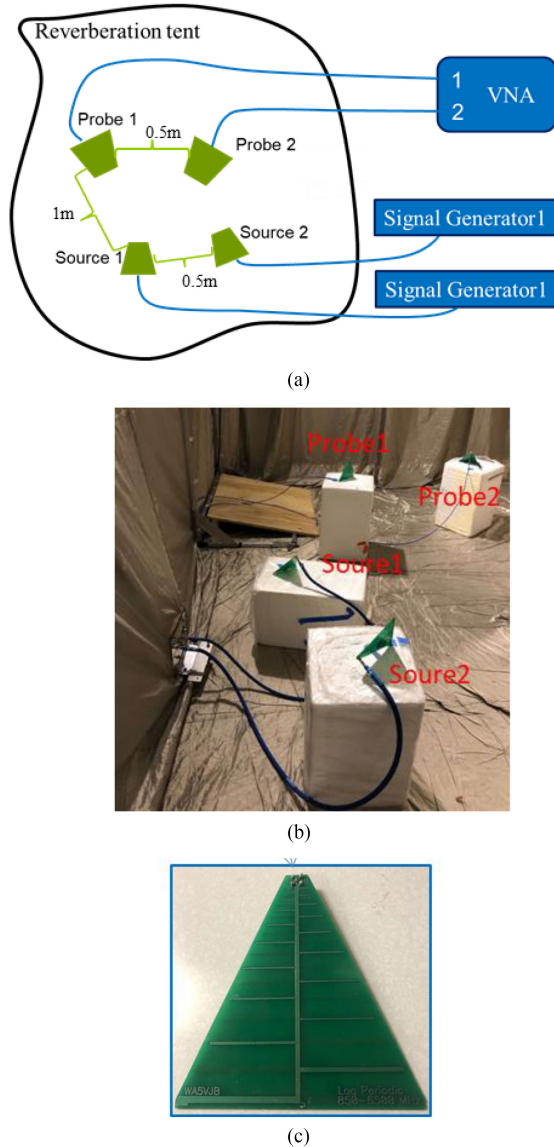 Reverberation tent
Probe 1
0.5m
Probe 2
1m
Source 1
Source 2
0.5m
1
2
VNA
Signal Generator1
Signal Generator1
(a)
Probe1
Probe2
Soure1
Soure2
(b)
WA5VJB
Log Periodic
850-6500 MHz
(c)